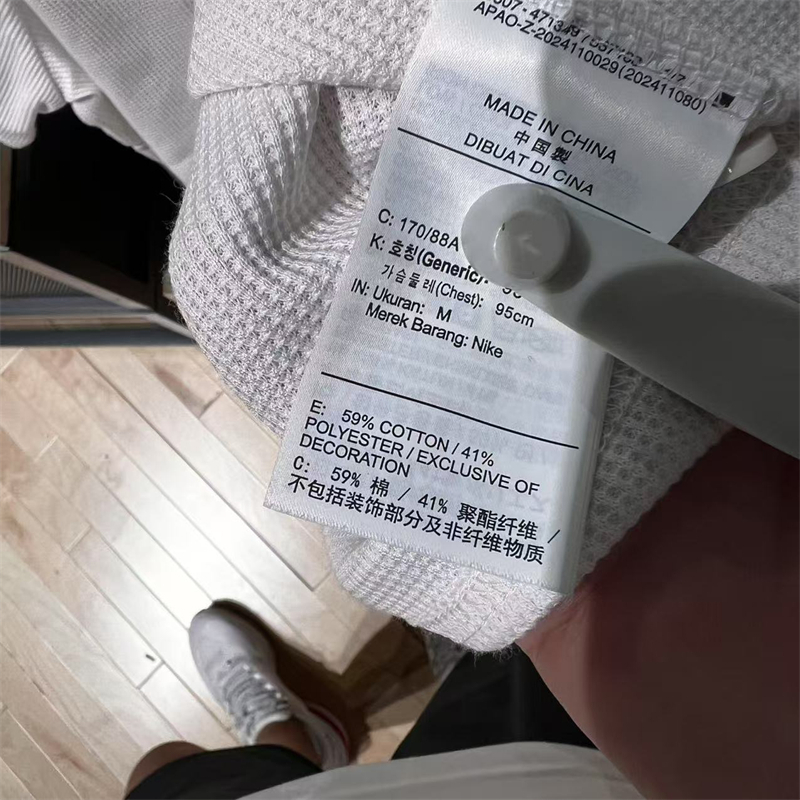 APAO-Z-2024110029(202411080)
MADE IN CHINA
中国製
DIBUAT DI CINA
C: 170/88A
K: 호칭(Generic):
가슴둘레(Chest): 95cm
IN: Ukuran: M
Merek Barang: Nike
E: 59% COTTON / 41%
POLYESTER / EXCLUSIVE OF
DECORATION
C: 59% 棉 / 41% 聚酯纤维 /
不包括装饰部分及非纤维物质